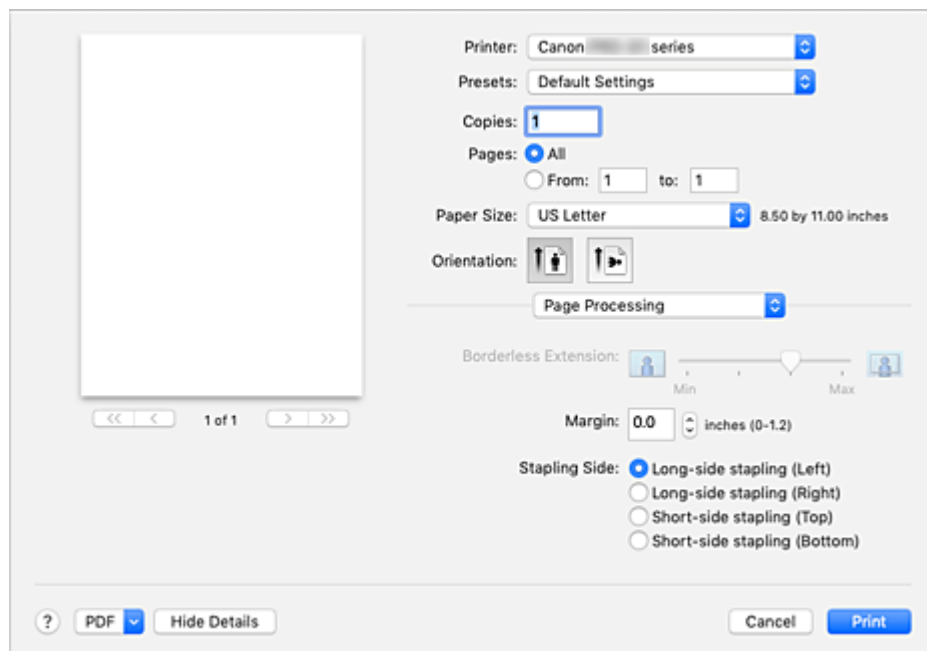 Printer: Canon series
Presets: Default Settings
Copies: 1
Pages: All
From: 1 to: 1
Paper Size: US Letter 8.50 by 11.00 inches
Orientation:
Page Processing
Borderless Extension:
Min Max
<< < 1 of 1 > >>
Margin: 0.0 inches (0-1.2)
Stapling Side: Long-side stapling (Left)
Long-side stapling (Right)
Short-side stapling (Top)
Short-side stapling (Bottom)
? PDF Hide Details Cancel Print